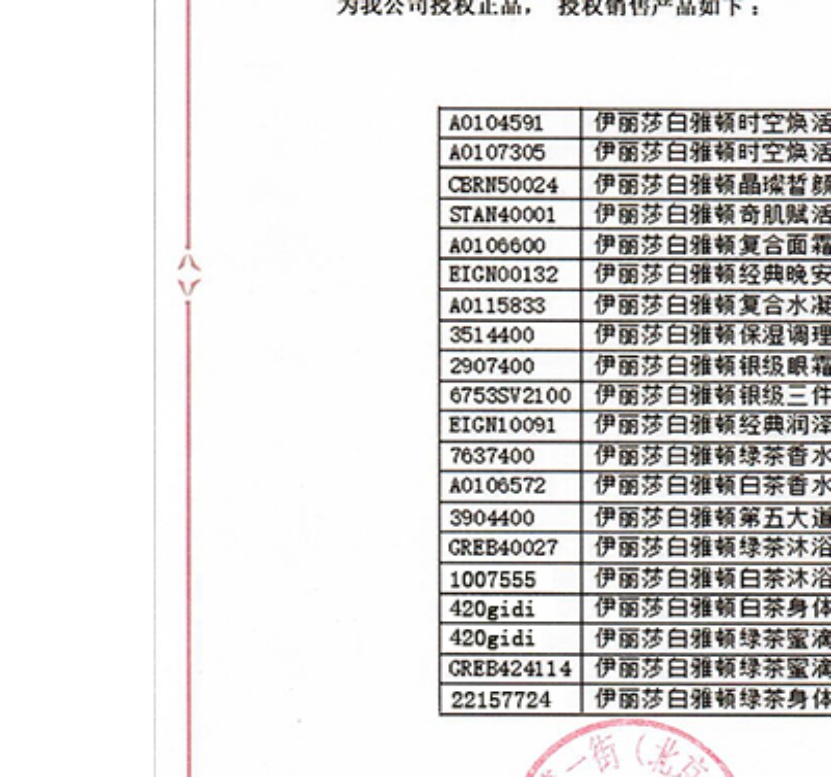 为我公司授权正品， 授权销售产品如下：
A0104591 伊丽莎白雅顿时空焕活
A0107305 伊丽莎白雅顿时空焕活
CBRN50024 伊丽莎白雅顿晶璨皙颜
STAN40001 伊丽莎白雅顿奇肌赋活
A0106600 伊丽莎白雅顿复合面霜
EIGN00132 伊丽莎白雅顿经典晚安
A0115833 伊丽莎白雅顿复合水凝
3514400 伊丽莎白雅顿保湿调理
2907400 伊丽莎白雅顿银级眼霜
6753SV2100 伊丽莎白雅顿银级三件
EIGN10091 伊丽莎白雅顿经典润泽
7637400 伊丽莎白雅顿绿茶香水
A0106572 伊丽莎白雅顿白茶香水
3904400 伊丽莎白雅顿第五大道
GREB40027 伊丽莎白雅顿绿茶沐浴
1007555 伊丽莎白雅顿白茶沐浴
420gidi 伊丽莎白雅顿白茶身体
420gidi 伊丽莎白雅顿绿茶蜜滴
GREB424114 伊丽莎白雅顿绿茶蜜滴
22157724 伊丽莎白雅顿绿茶身体
一街（北京